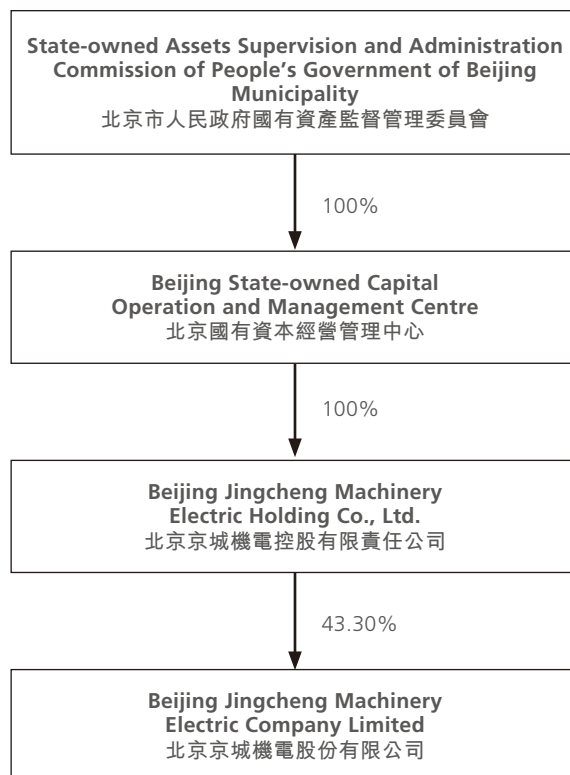 State-owned Assets Supervision and Administration
Commission of People's Government of Beijing
Municipality
北京市人民政府國有資產監督管理委員會
100%
Beijing State-owned Capital
Operation and Management Centre
北京國有資本經營管理中心
100%
Beijing Jingcheng Machinery
Electric Holding Co., Ltd.
北京京城機電控股有限責任公司
43.30%
Beijing Jingcheng Machinery
Electric Company Limited
北京京城機電股份有限公司